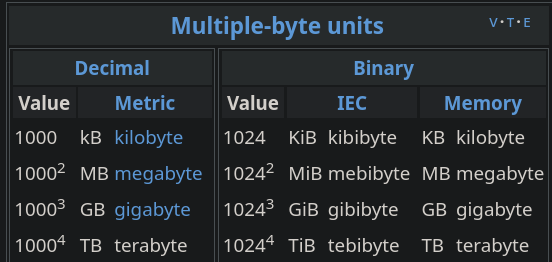 Multiple-byte units V·T·E
Decimal Binary
Value Metric Value IEC Memory
1000 kB kilobyte 1024 KiB kibibyte KB kilobyte
1000² MB megabyte 1024² MiB mebibyte MB megabyte
1000³ GB gigabyte 1024³ GiB gibibyte GB gigabyte
1000⁴ TB terabyte 1024⁴ TiB tebibyte TB terabyte